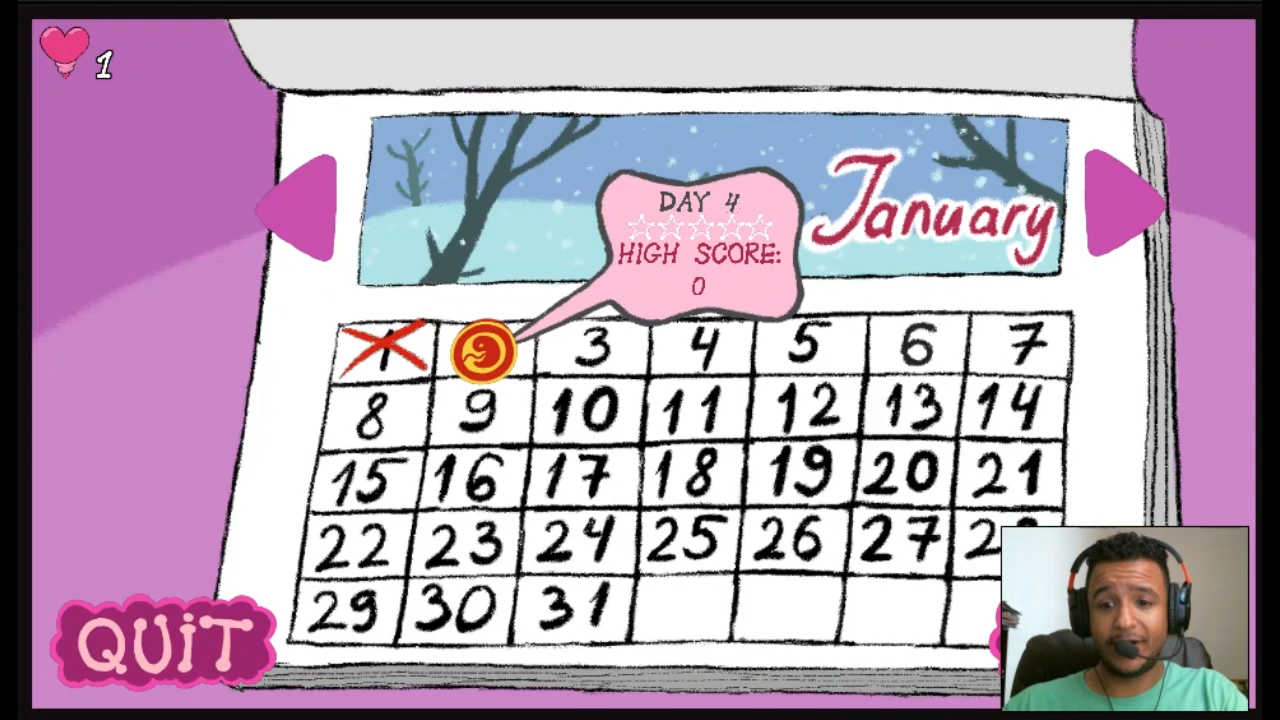 1
January
DAY 4
HIGH SCORE:
0
1 3 4 5 6 7
8 9 10 11 12 13 14
15 16 17 18 19 20 21
22 23 24 25 26 27
29 30 31
QUiT